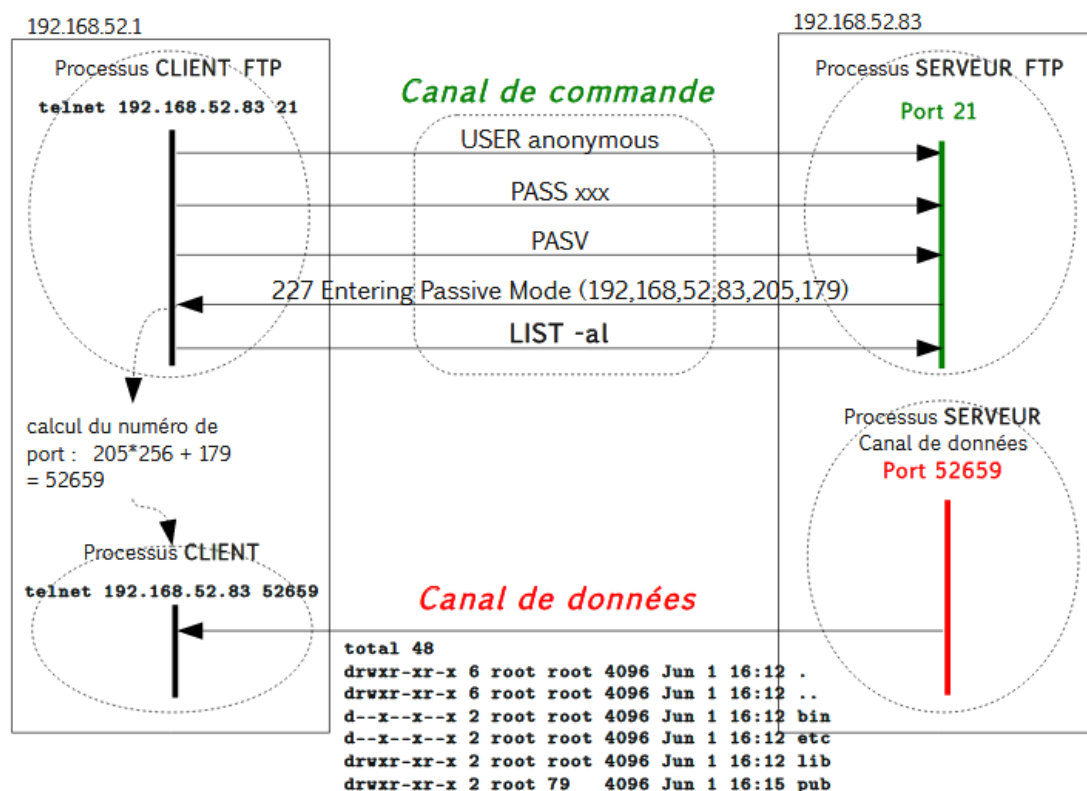 192.168.52.1
192.168.52.83
Processus CLIENT FTP
telnet 192.168.52.83 21
Canal de commande
Processus SERVEUR FTP
Port 21
USER anonymous
PASS xxx
PASV
227 Entering Passive Mode (192,168,52,83,205,179)
LIST -al
calcul du numéro de
port : 205*256 + 179
= 52659
Processus SERVEUR
Canal de données
Port 52659
Processus CLIENT
telnet 192.168.52.83 52659
Canal de données
total 48
drwxr-xr-x 6 root root 4096 Jun 1 16:12 .
drwxr-xr-x 6 root root 4096 Jun 1 16:12 ..
d--x--x--x 2 root root 4096 Jun 1 16:12 bin
d--x--x--x 2 root root 4096 Jun 1 16:12 etc
drwxr-xr-x 2 root root 4096 Jun 1 16:12 lib
drwxr-xr-x 2 root 79 4096 Jun 1 16:15 pub